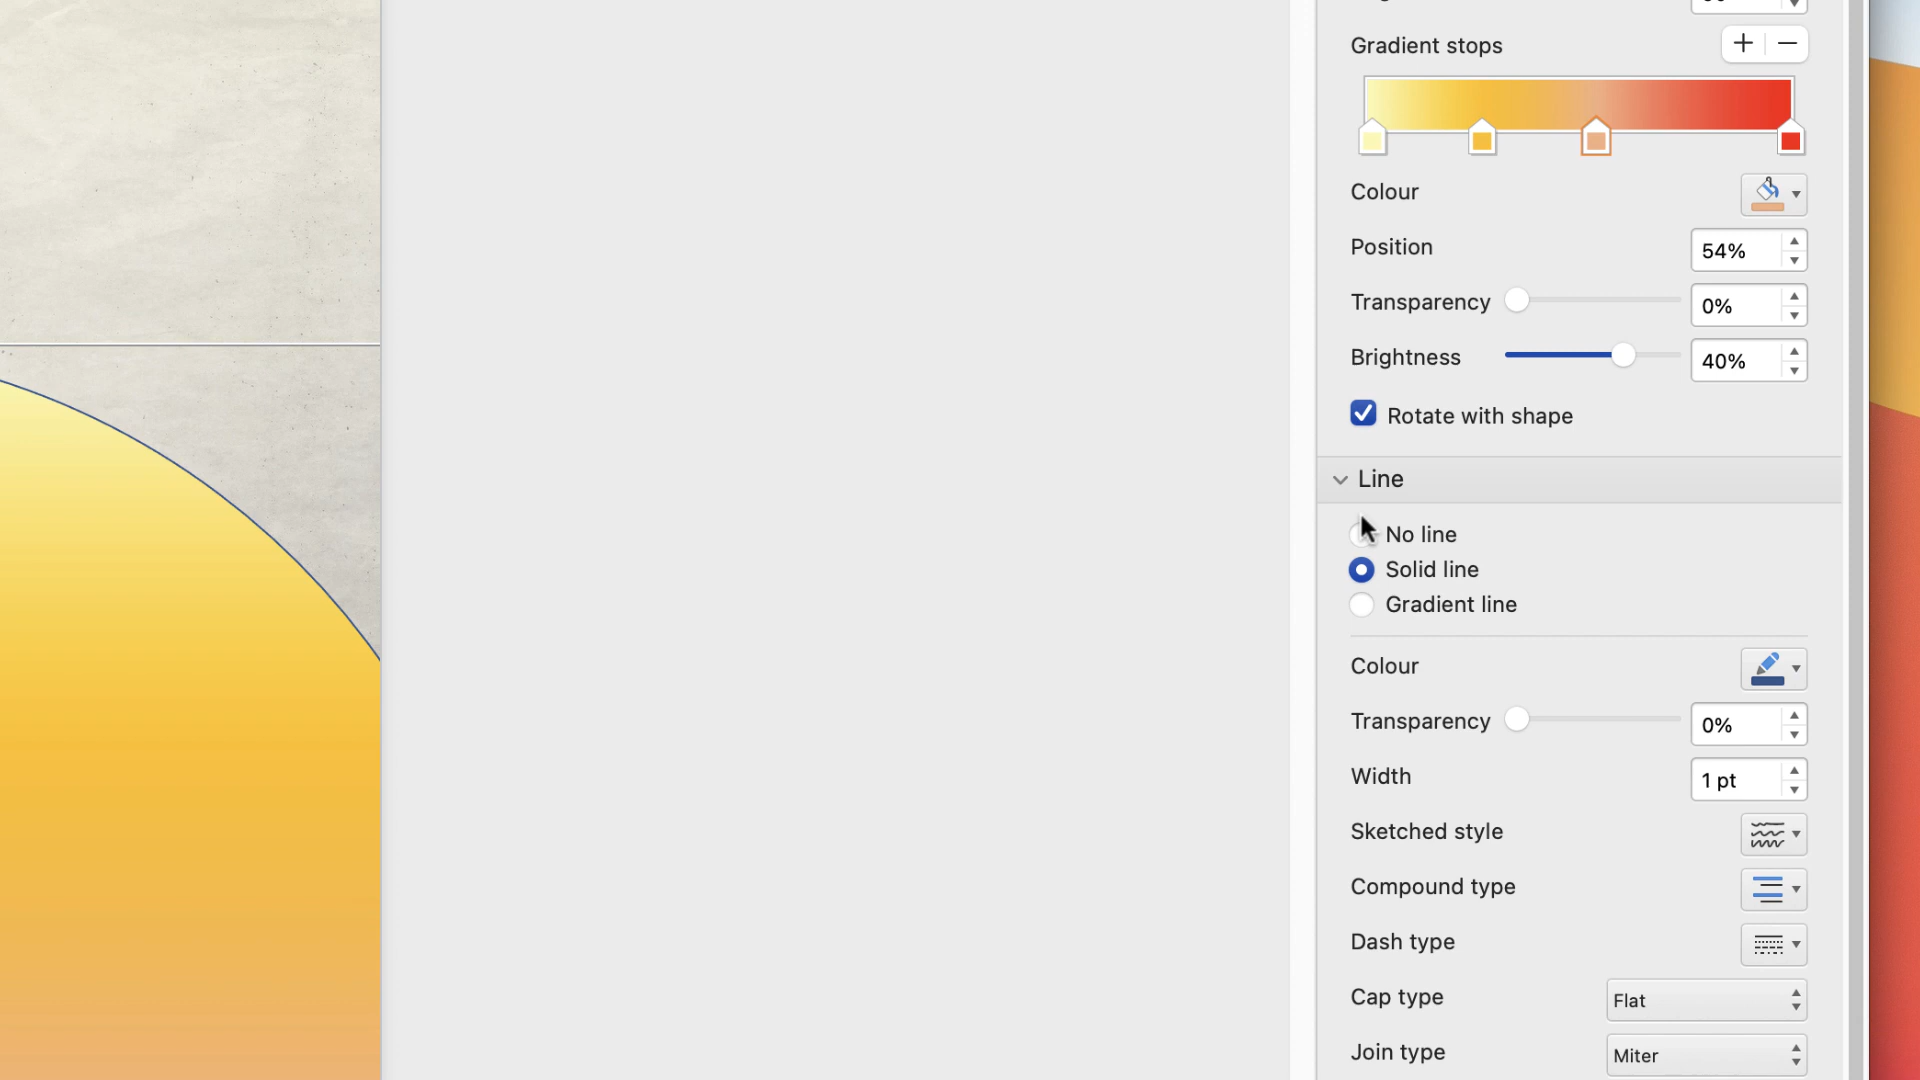 Gradient stops
Colour
Position 54%
Transparency 0%
Brightness 40%
Rotate with shape
Line
No line
Solid line
Gradient line
Colour
Transparency 0%
Width 1 pt
Sketched style
Compound type
Dash type
Cap type Flat
Join type Miter